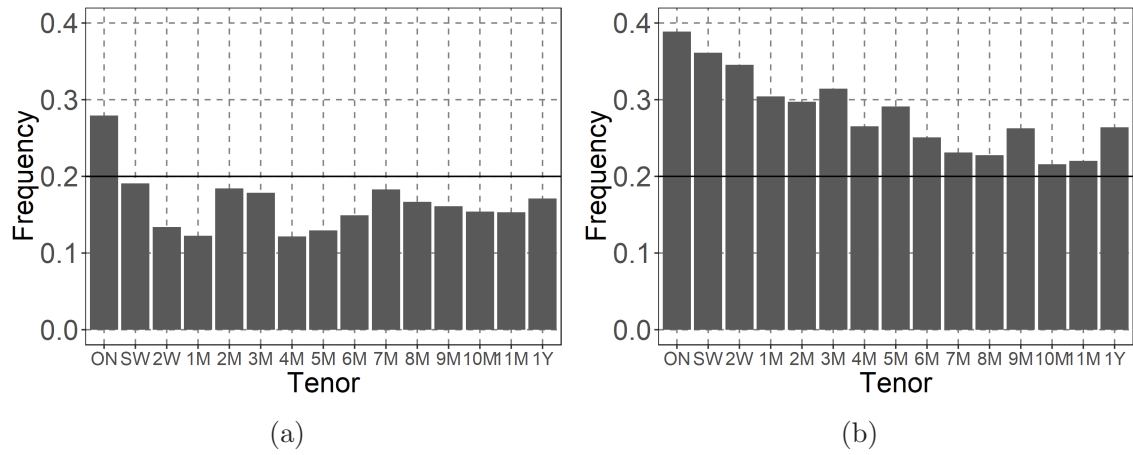 0.4
0.3
0.2
0.1
0.0
Frequency
ON SW 2W 1M 2M 3M 4M 5M 6M 7M 8M 9M 10M 11M 1Y
Tenor
(a)
0.4
0.3
0.2
0.1
0.0
Frequency
ON SW 2W 1M 2M 3M 4M 5M 6M 7M 8M 9M 10M 11M 1Y
Tenor
(b)